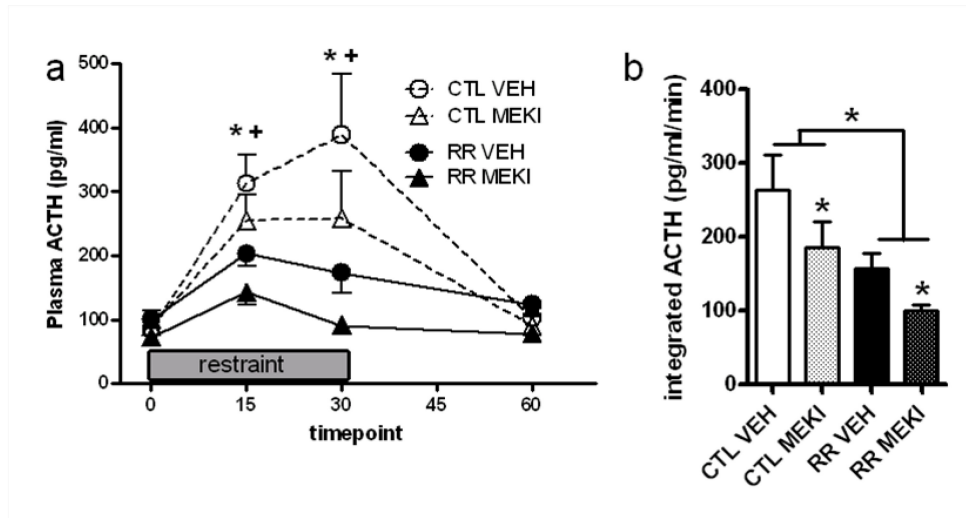 a
500
400
300
200
100
0
Plasma ACTH (pg/ml)
* +
* +
CTL VEH
CTL MEKI
RR VEH
RR MEKI
restraint
0 15 30 45 60
timepoint
b
400
300
200
100
0
integrated ACTH (pg/ml/min)
*
*
*
CTL VEH
CTL MEKI
RR VEH
RR MEKI